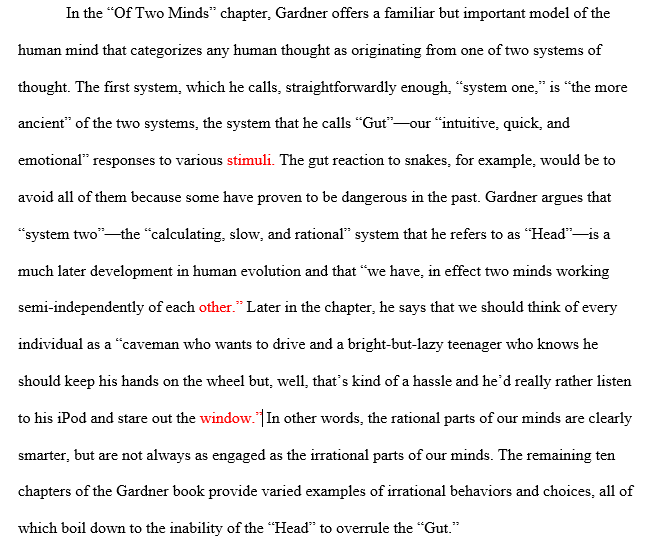 In the “Of Two Minds” chapter, Gardner offers a familiar but important model of the
human mind that categorizes any human thought as originating from one of two systems of
thought. The first system, which he calls, straightforwardly enough, “system one,” is “the more
ancient” of the two systems, the system that he calls “Gut”—our “intuitive, quick, and
emotional” responses to various stimuli. The gut reaction to snakes, for example, would be to
avoid all of them because some have proven to be dangerous in the past. Gardner argues that
“system two”—the “calculating, slow, and rational” system that he refers to as “Head”—is a
much later development in human evolution and that “we have, in effect two minds working
semi-independently of each other.” Later in the chapter, he says that we should think of every
individual as a “caveman who wants to drive and a bright-but-lazy teenager who knows he
should keep his hands on the wheel but, well, that’s kind of a hassle and he’d really rather listen
to his iPod and stare out the window.” In other words, the rational parts of our minds are clearly
smarter, but are not always as engaged as the irrational parts of our minds. The remaining ten
chapters of the Gardner book provide varied examples of irrational behaviors and choices, all of
which boil down to the inability of the “Head” to overrule the “Gut.”